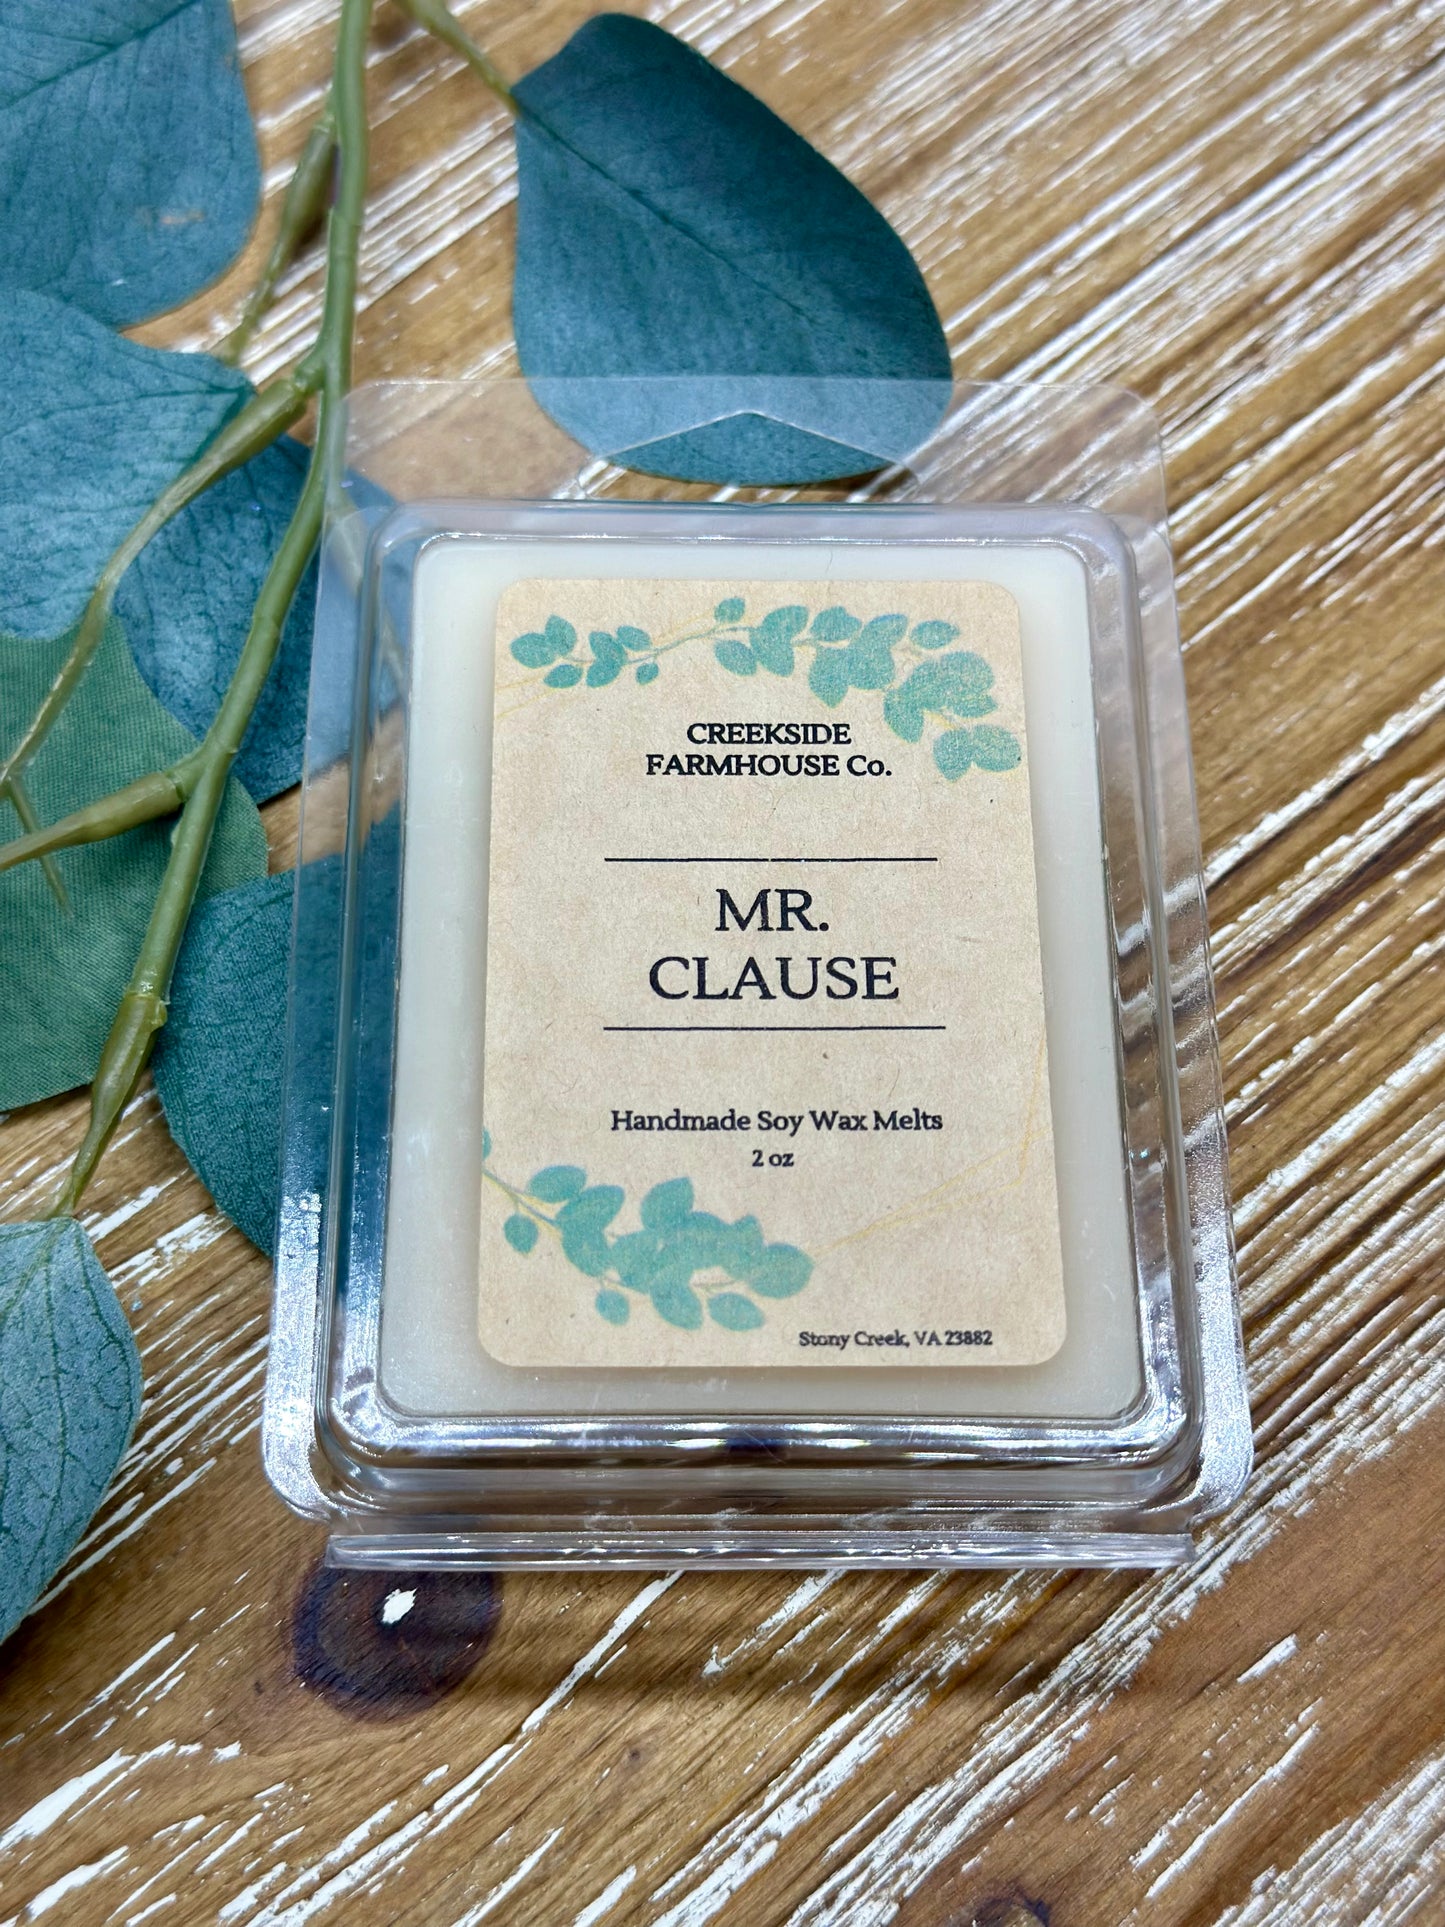 CREEKSIDE
FARMHOUSE Co.
MR.
CLAUSE
Handmade Soy Wax Melts
2 oz
Stony Creek, VA 23882